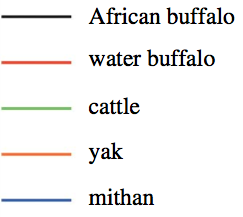 African buffalo
water buffalo
cattle
yak
mithan